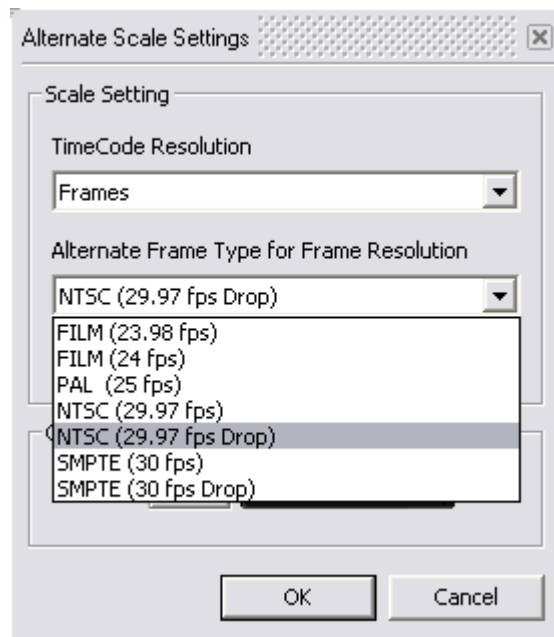 Alternate Scale Settings
Scale Setting
TimeCode Resolution
Frames
Alternate Frame Type for Frame Resolution
NTSC (29.97 fps Drop)
FILM (23.98 fps)
FILM (24 fps)
PAL  (25 fps)
NTSC (29.97 fps)
NTSC (29.97 fps Drop)
SMPTE (30 fps)
SMPTE (30 fps Drop)
OK
Cancel